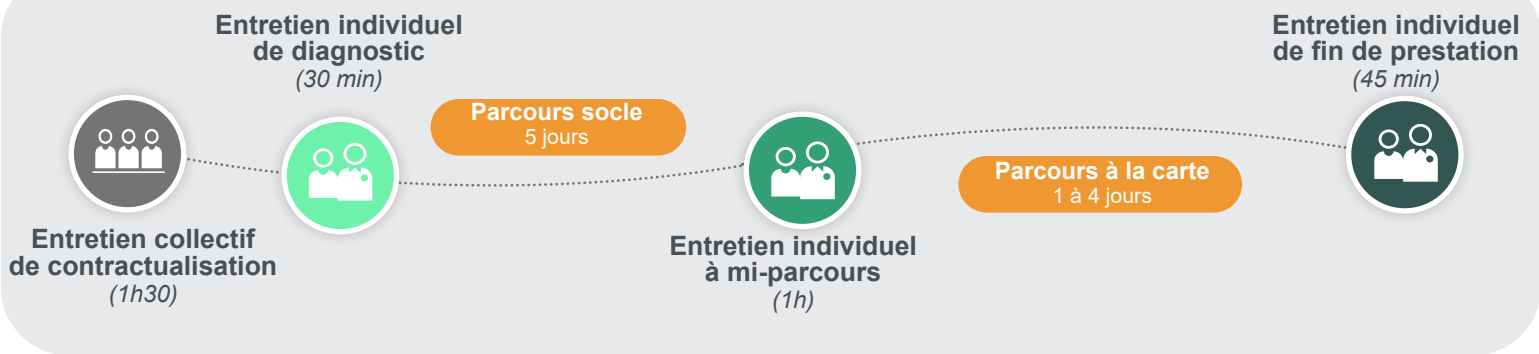 Entretien collectif
de contractualisation
(1h30)
Entretien individuel
de diagnostic
(30 min)
Parcours socle
5 jours
Entretien individuel
à mi-parcours
(1h)
Parcours à la carte
1 à 4 jours
Entretien individuel
de fin de prestation
(45 min)